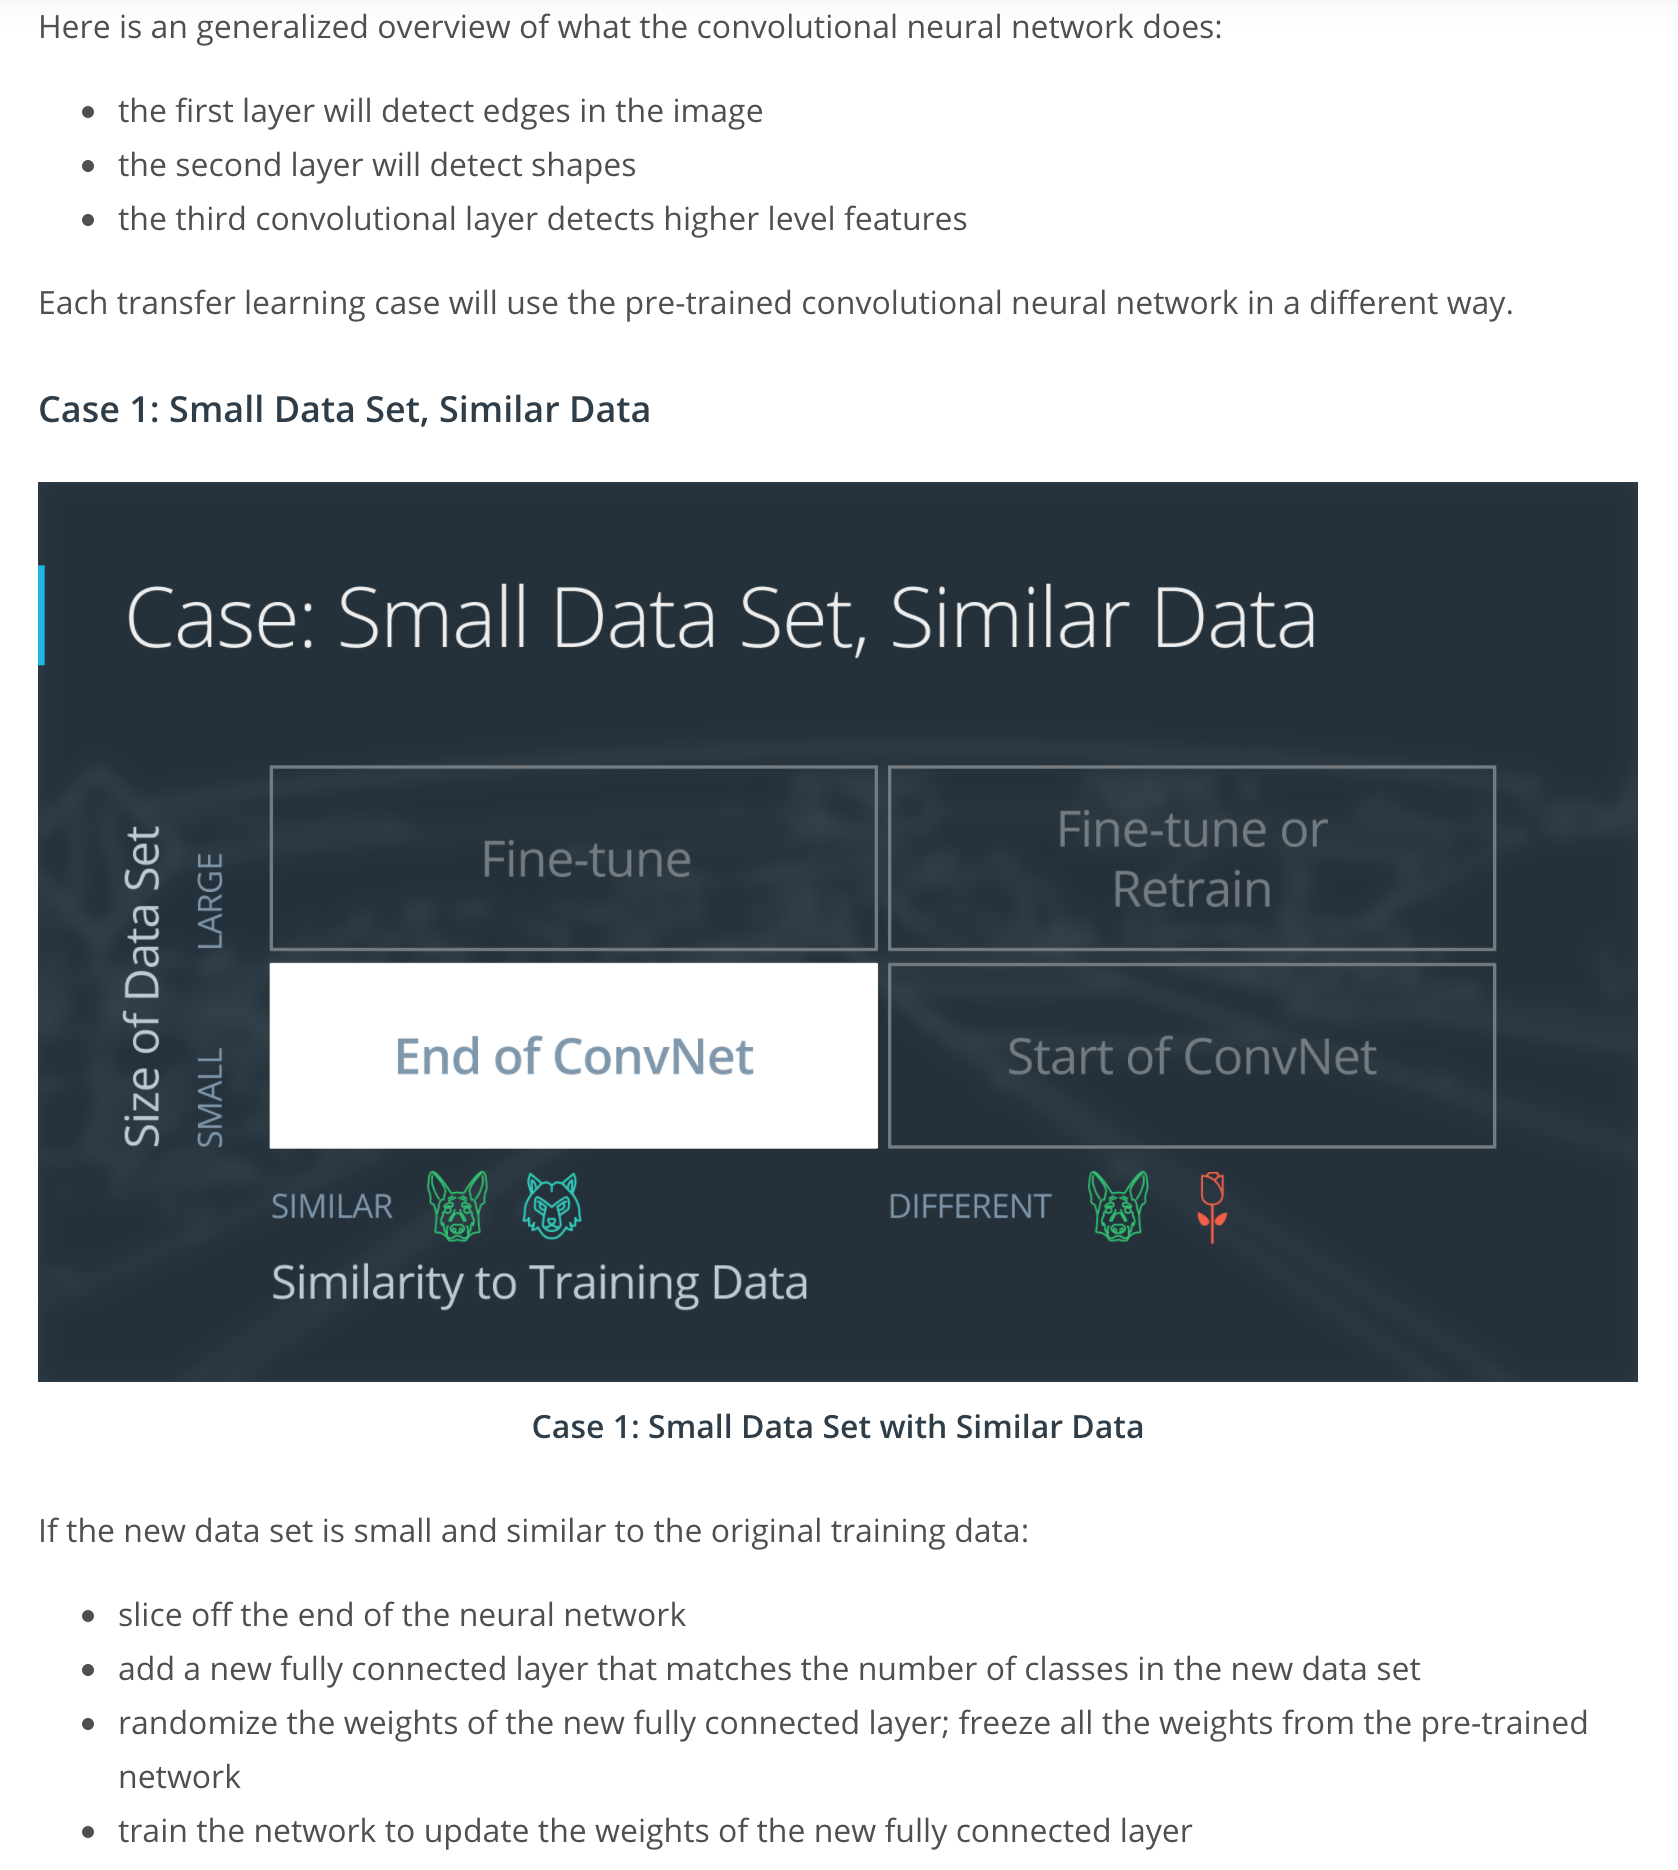 Here is an generalized overview of what the convolutional neural network does:
• the first layer will detect edges in the image
• the second layer will detect shapes
• the third convolutional layer detects higher level features
Each transfer learning case will use the pre-trained convolutional neural network in a different way.
Case 1: Small Data Set, Similar Data
Case: Small Data Set, Similar Data
Size of Data Set
LARGE
SMALL
Fine-tune
Fine-tune or
Retrain
End of ConvNet
Start of ConvNet
SIMILAR
DIFFERENT
Similarity to Training Data
Case 1: Small Data Set with Similar Data
If the new data set is small and similar to the original training data:
• slice off the end of the neural network
• add a new fully connected layer that matches the number of classes in the new data set
• randomize the weights of the new fully connected layer; freeze all the weights from the pre-trained
network
• train the network to update the weights of the new fully connected layer